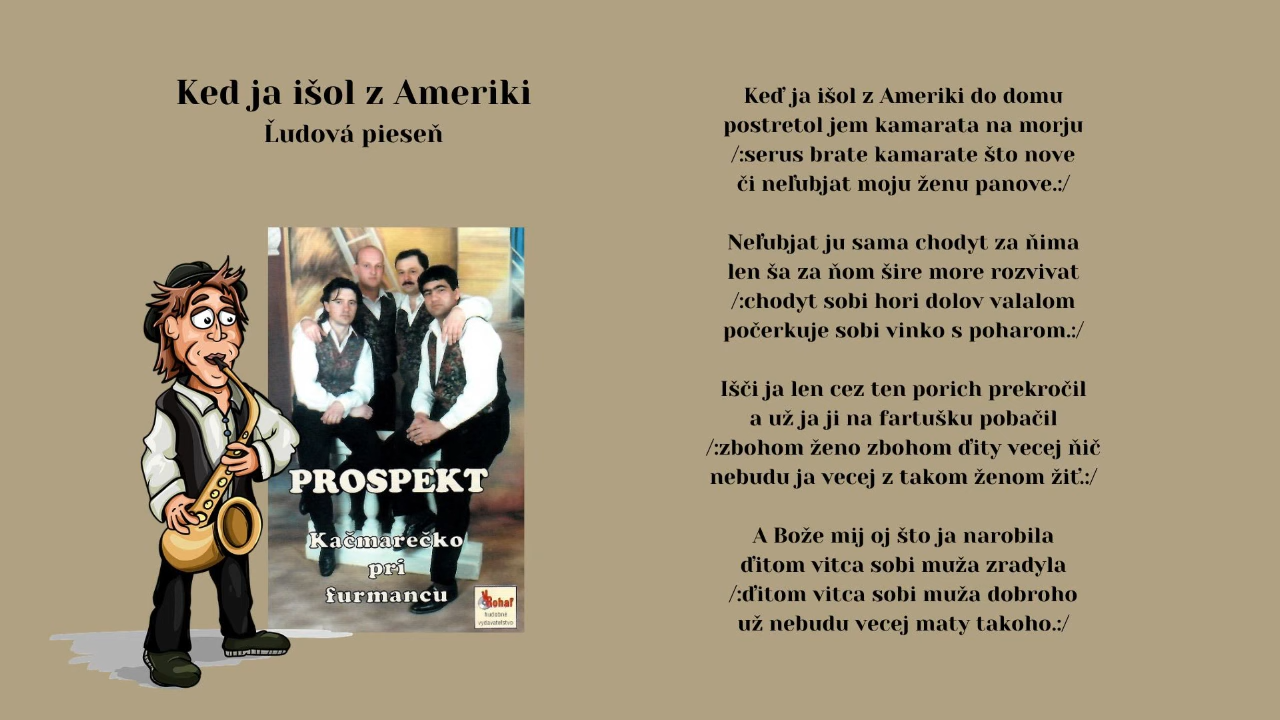 Ked ja išol z Ameriki
Ľudová pieseň
PROSPEKT
Kačmarečko
pri
furmancu
Rohaľ
hudobné
vydavateľstvo
Keď ja išol z Ameriki do domu
postretol jem kamarata na morju
/:serus brate kamarate što nove
či neľubjat moju ženu panove.:/
Neľubjat ju sama chodyt za ňima
len ša za ňom šire more rozvivat
/:chodyt sobi hori dolov valalom
počerkuje sobi vinko s poharom.:/
Išči ja len cez ten porich prekročil
a už ja ji na fartušku pobačil
/:zbohom ženo zbohom ďity vecej ňič
nebudu ja vecej z takom ženom žiť.:/
A Bože mij oj što ja narobila
ďitom vitca sobi muža zradyla
/:ďitom vitca sobi muža dobroho
už nebudu vecej maty takoho.:/